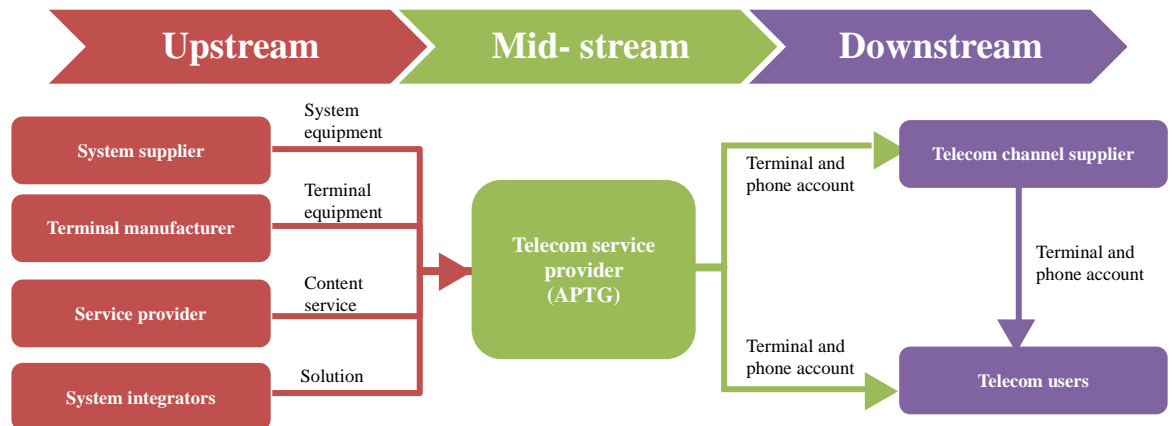 Upstream
Mid- stream
Downstream
System
equipment
System supplier
Terminal
equipment
Terminal manufacturer
Content
service
Service provider
Solution
System integrators
Telecom service
provider
(APTG)
Terminal and
phone account
Telecom channel supplier
Terminal and
phone account
Terminal and
phone account
Telecom users